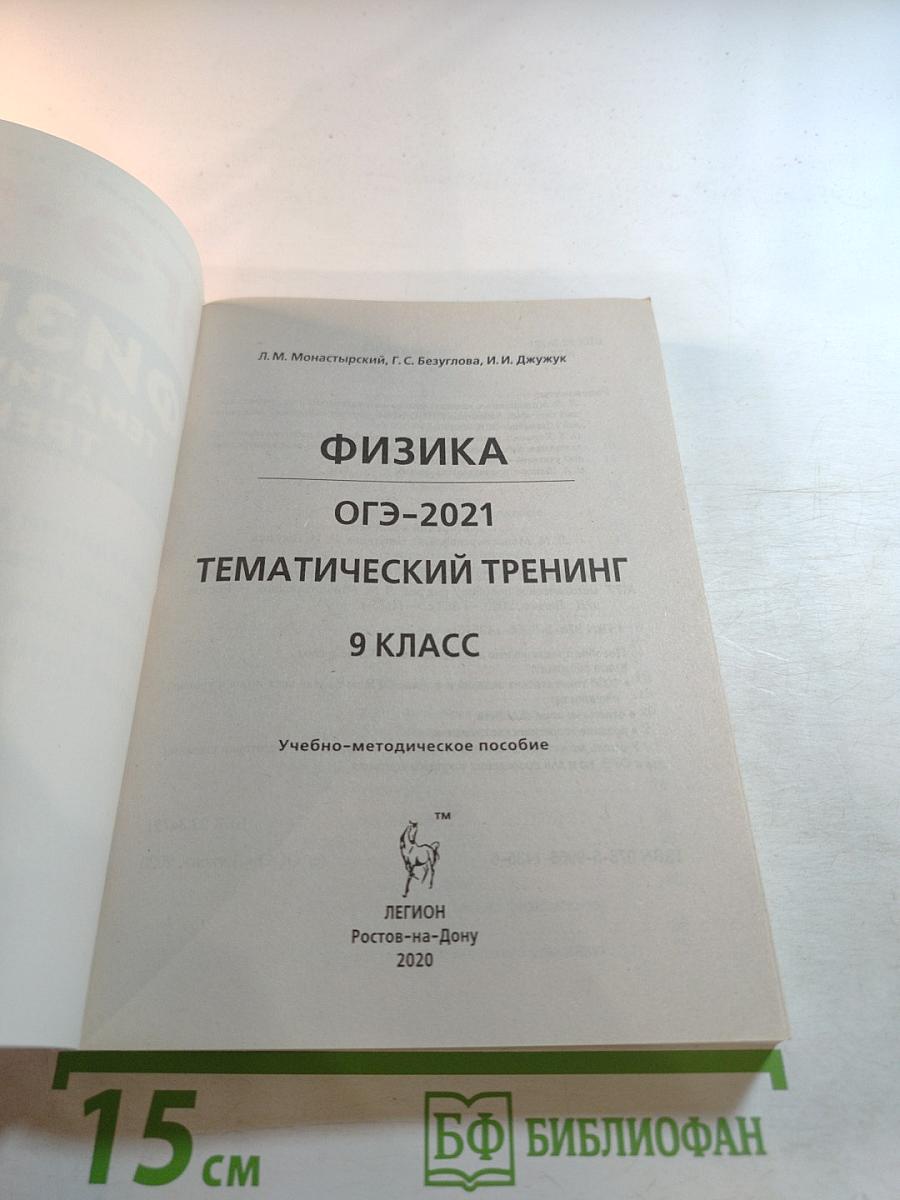 Л. М. Монастырский, Г. С. Безуглова, И. И. Джужук
ФИЗИКА
ОГЭ-2021
ТЕМАТИЧЕСКИЙ ТРЕНИНГ
9 КЛАСС
Учебно-методическое пособие
TM
ЛЕГИОН
Ростов-на-Дону
2020
15 см
БФ БИБЛИОФАН